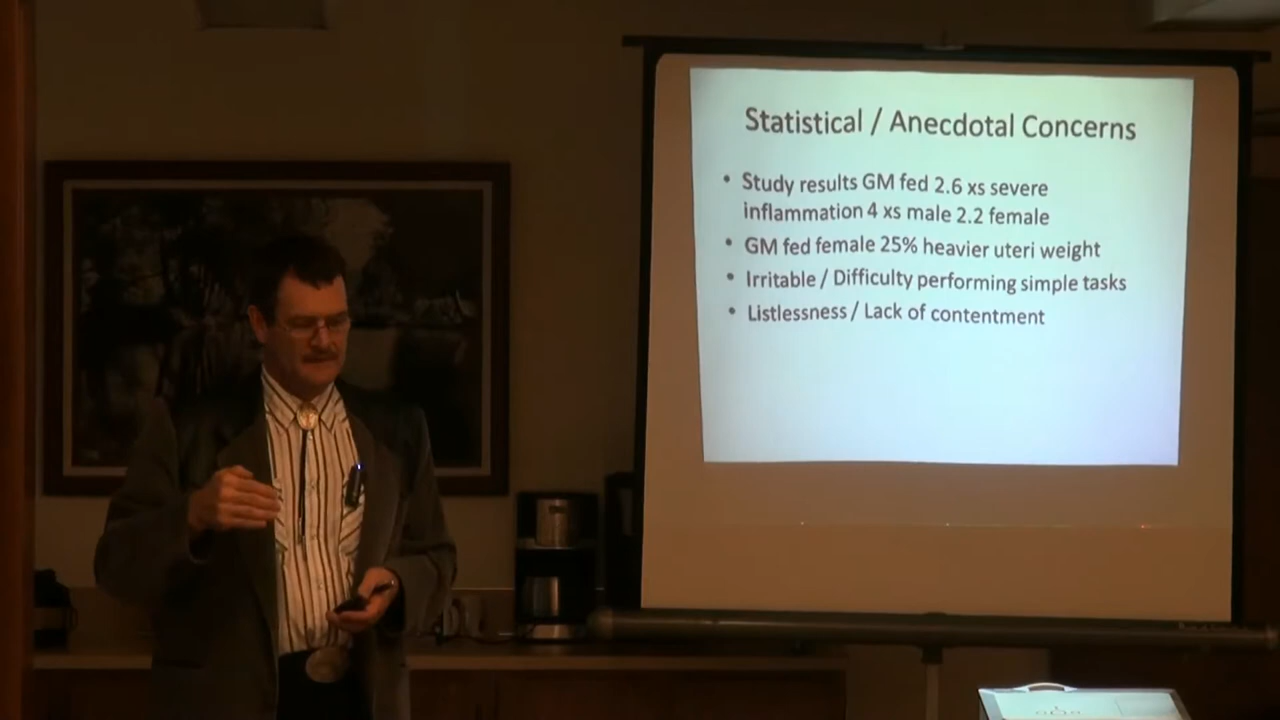 Statistical / Anecdotal Concerns
• Study results GM fed 2.6 xs severe
inflammation 4 xs male 2.2 female
• GM fed female 25% heavier uteri weight
• Irritable / Difficulty performing simple tasks
• Listlessness / Lack of contentment